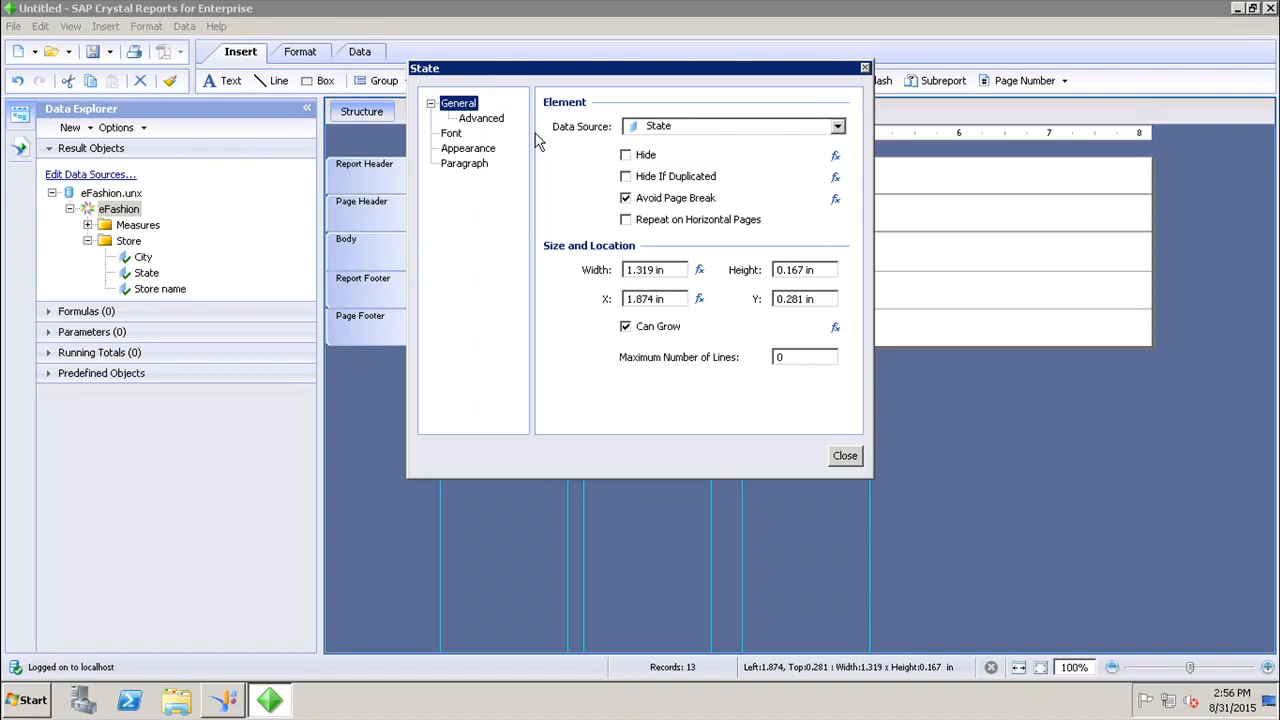 Untitled - SAP Crystal Reports for Enterprise
File Edit View Insert Format Data Help
Insert Format Data
Text Line Box Group Subreport Page Number
Data Explorer
New Options
Result Objects
Edit Data Sources...
eFashion.unx
eFashion
Measures
Store
City
State
Store name
Formulas (0)
Parameters (0)
Running Totals (0)
Predefined Objects
Structure
6 7 8
Report Header
Page Header
Body
Report Footer
Page Footer
State
General
Advanced
Font
Appearance
Paragraph
Element
Data Source: State
Hide
Hide If Duplicated
Avoid Page Break
Repeat on Horizontal Pages
Size and Location
Width: 1.319 in Height: 0.167 in
X: 1.874 in Y: 0.281 in
Can Grow
Maximum Number of Lines: 0
Close
Logged on to localhost
Records: 13
Left:1.874, Top:0.281 : Width:1.319 x Height:0.167 in
100%
Start
2:56 PM
8/31/2015